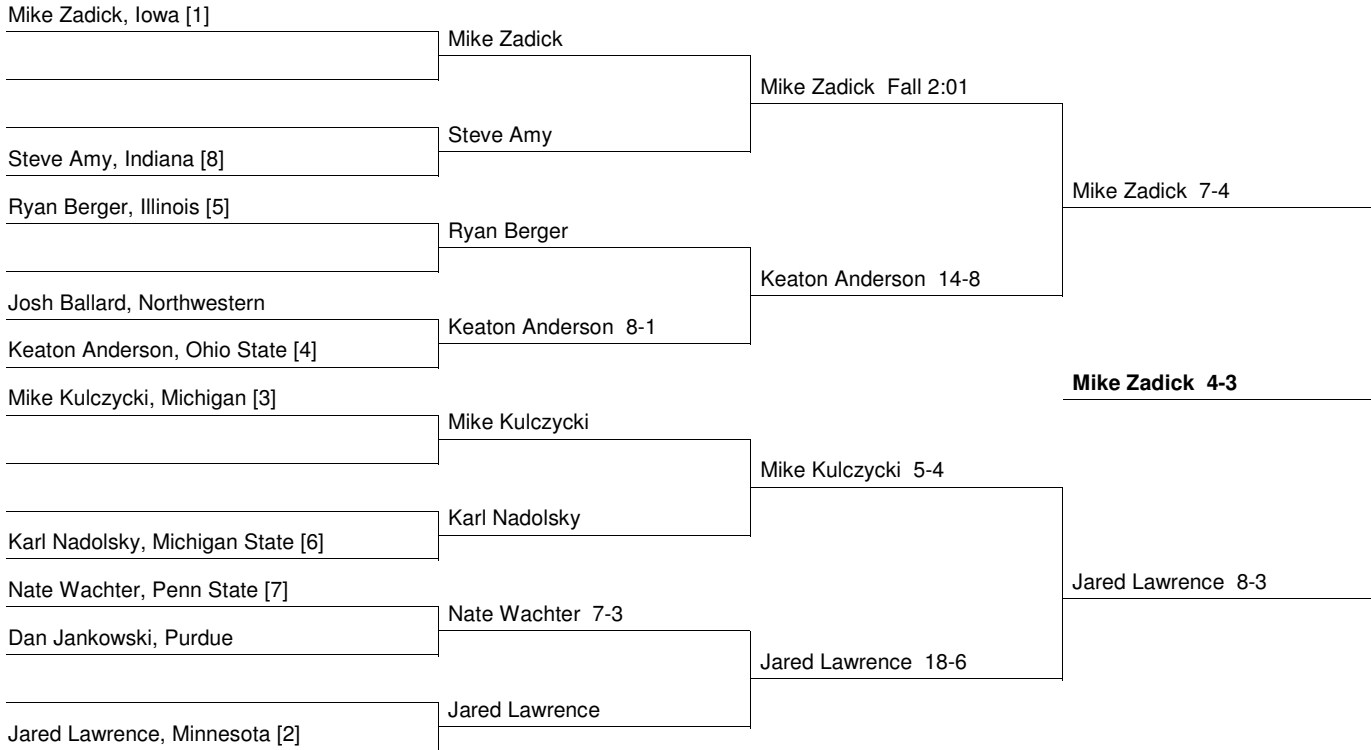 Mike Zadick, Iowa [1]
Steve Amy, Indiana [8]
Ryan Berger, Illinois [5]
Josh Ballard, Northwestern
Keaton Anderson, Ohio State [4]
Mike Kulczycki, Michigan [3]
Karl Nadolsky, Michigan State [6]
Nate Wachter, Penn State [7]
Dan Jankowski, Purdue
Jared Lawrence, Minnesota [2]
Mike Zadick
Steve Amy
Ryan Berger
Keaton Anderson 8-1
Mike Kulczycki
Karl Nadolsky
Nate Wachter 7-3
Jared Lawrence
Mike Zadick Fall 2:01
Keaton Anderson 14-8
Mike Kulczycki 5-4
Jared Lawrence 18-6
Mike Zadick 7-4
Mike Zadick 4-3
Jared Lawrence 8-3